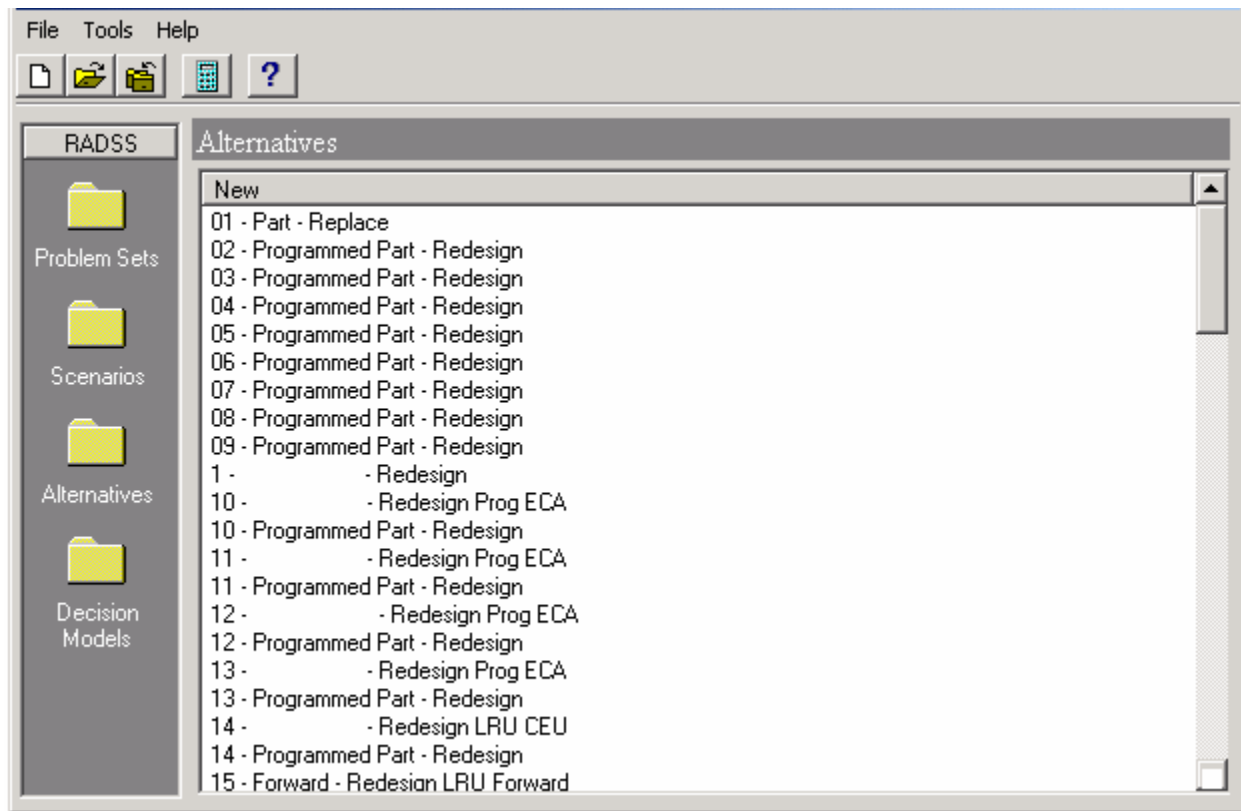 File Tools Help
?
RADSS
Problem Sets
Scenarios
Alternatives
Decision
Models
Alternatives
New
01 - Part - Replace
02 - Programmed Part - Redesign
03 - Programmed Part - Redesign
04 - Programmed Part - Redesign
05 - Programmed Part - Redesign
06 - Programmed Part - Redesign
07 - Programmed Part - Redesign
08 - Programmed Part - Redesign
09 - Programmed Part - Redesign
1 - - Redesign
10 - - Redesign Prog ECA
10 - Programmed Part - Redesign
11 - - Redesign Prog ECA
11 - Programmed Part - Redesign
12 - - Redesign Prog ECA
12 - Programmed Part - Redesign
13 - - Redesign Prog ECA
13 - Programmed Part - Redesign
14 - - Redesign LRU CEU
14 - Programmed Part - Redesign
15 - Forward - Redesign LRU Forward